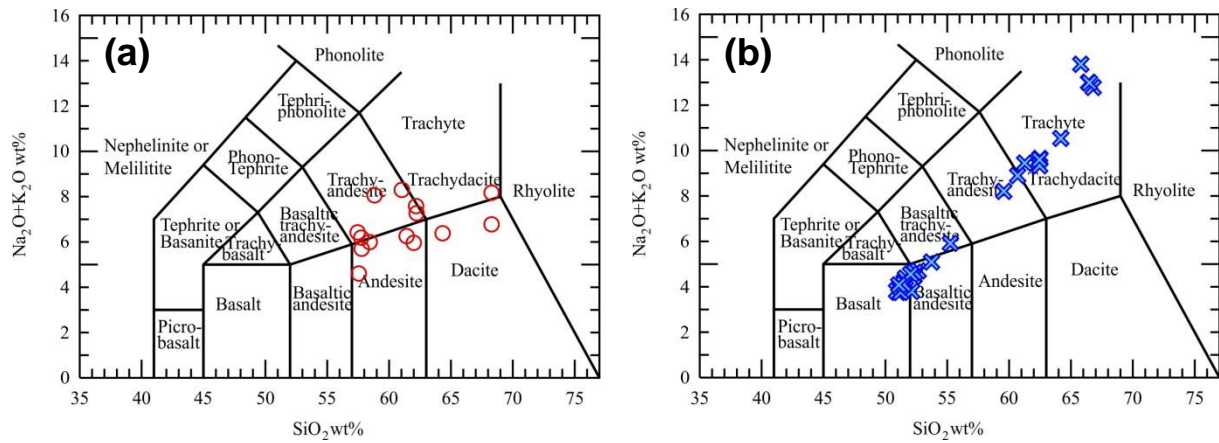 (a)
16
14
12
10
8
6
4
2
0
Na2O+K2O wt%
Phonolite
Tephri-
phonolite
Trachyte
Nephelinite or
Melilitite
Phono-
Tephrite
Trachy-
andesite
Trachydacite
Rhyolite
Tephrite or
Basanite
Trachy-
basalt
Basaltic
trachy-
andesite
Basalt
Basaltic
andesite
Andesite
Dacite
Picro-
basalt
35 40 45 50 55 60 65 70 75
SiO2 wt%
(b)
16
14
12
10
8
6
4
2
0
Na2O+K2O wt%
Phonolite
Tephri-
phonolite
Trachyte
Nephelinite or
Melilitite
Phono-
Tephrite
Trachy-
andesite
Trachydacite
Rhyolite
Tephrite or
Basanite
Trachy-
basalt
Basaltic
trachy-
andesite
Basalt
Basaltic
andesite
Andesite
Dacite
Picro-
basalt
35 40 45 50 55 60 65 70 75
SiO2 wt%